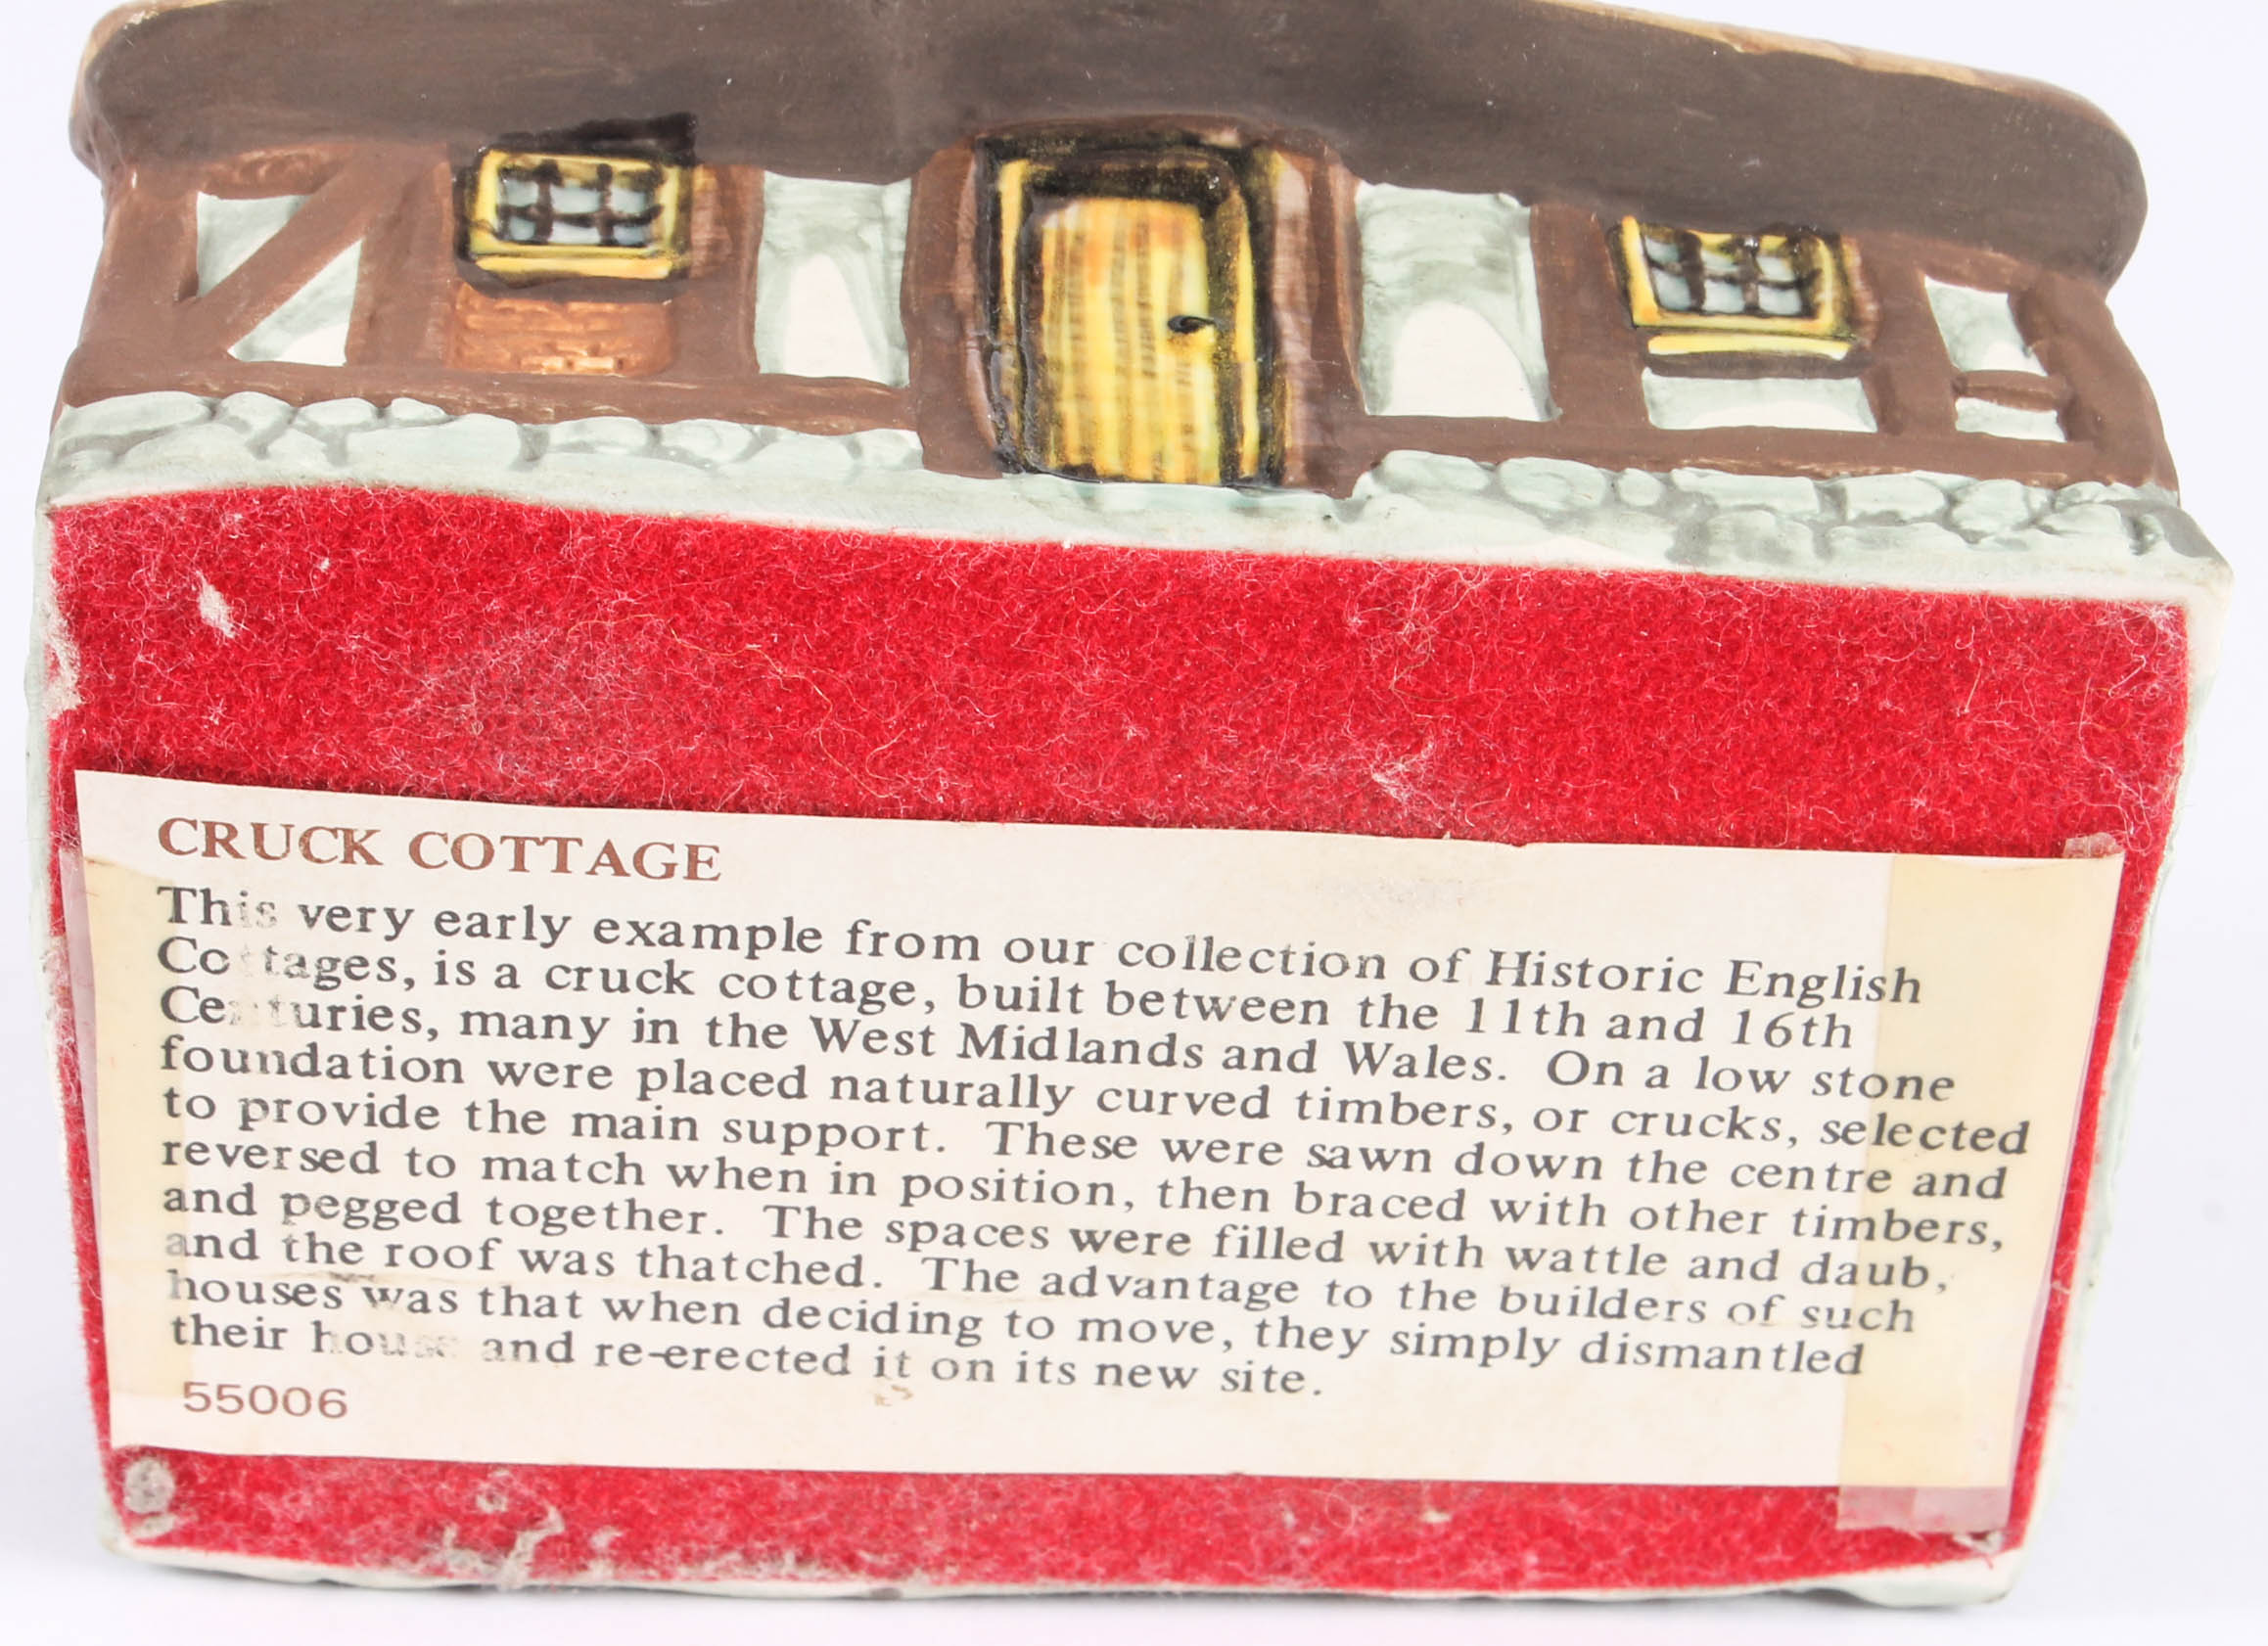 CRUCK COTTAGE
This very early example from our collection of Historic English
Cottages, is a cruck cottage, built between the 11th and 16th
Centuries, many in the West Midlands and Wales. On a low stone
foundation were placed naturally curved timbers, or crucks, selected
to provide the main support. These were sawn down the centre and
reversed to match when in position, then braced with other timbers,
and pegged together. The spaces were filled with wattle and daub,
and the roof was thatched. The advantage to the builders of such
houses was that when deciding to move, they simply dismantled
their house and re-erected it on its new site.
55006